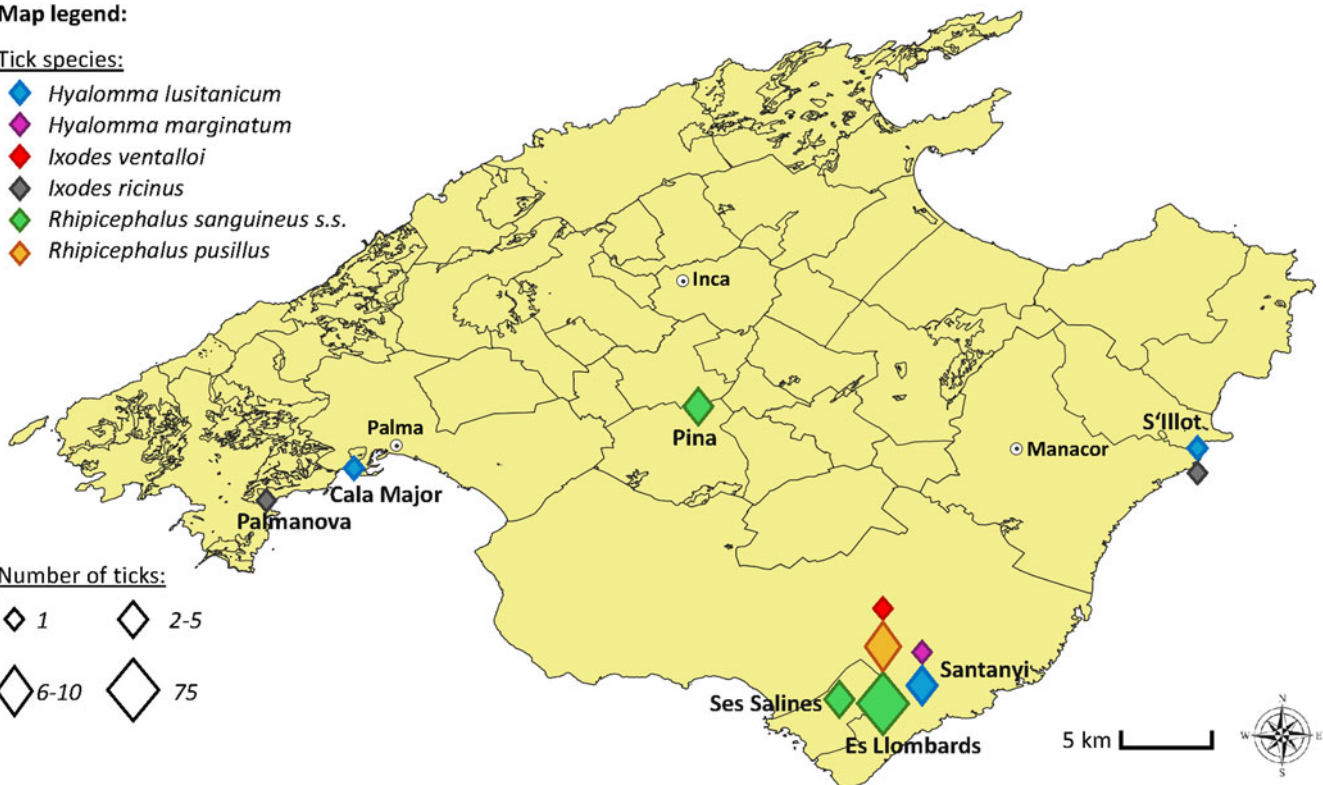 Map legend:
Tick species:
Hyalomma lusitanicum
Hyalomma marginatum
Ixodes ventalloi
Ixodes ricinus
Rhipicephalus sanguineus s.s.
Rhipicephalus pusillus
Inca
Pina
Palma
Cala Major
Palmanova
S'Illot
Manacor
Number of ticks:
1
2-5
6-10
75
Santanyi
Ses Salines
Es Llombards
5 km
N
W
E
S